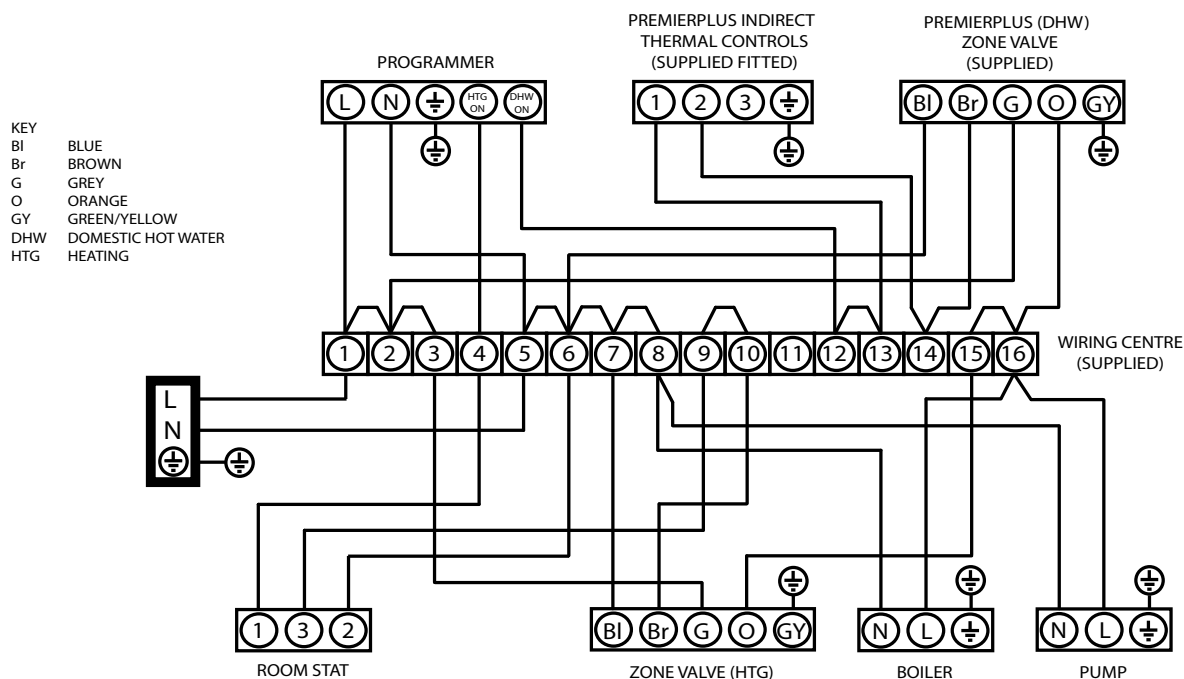 PREMIERPLUS INDIRECT
THERMAL CONTROLS
(SUPPLIED FITTED)
PREMIERPLUS (DHW)
ZONE VALVE
(SUPPLIED)
PROGRAMMER
L N HTG ON DHW ON
1 2 3
Bl Br G O GY
KEY
Bl BLUE
Br BROWN
G GREY
O ORANGE
GY GREEN/YELLOW
DHW DOMESTIC HOT WATER
HTG HEATING
1 2 3 4 5 6 7 8 9 10 11 12 13 14 15 16
WIRING CENTRE
(SUPPLIED)
L
N
1 3 2
ROOM STAT
Bl Br G O GY
ZONE VALVE (HTG)
N L
BOILER
N L
PUMP